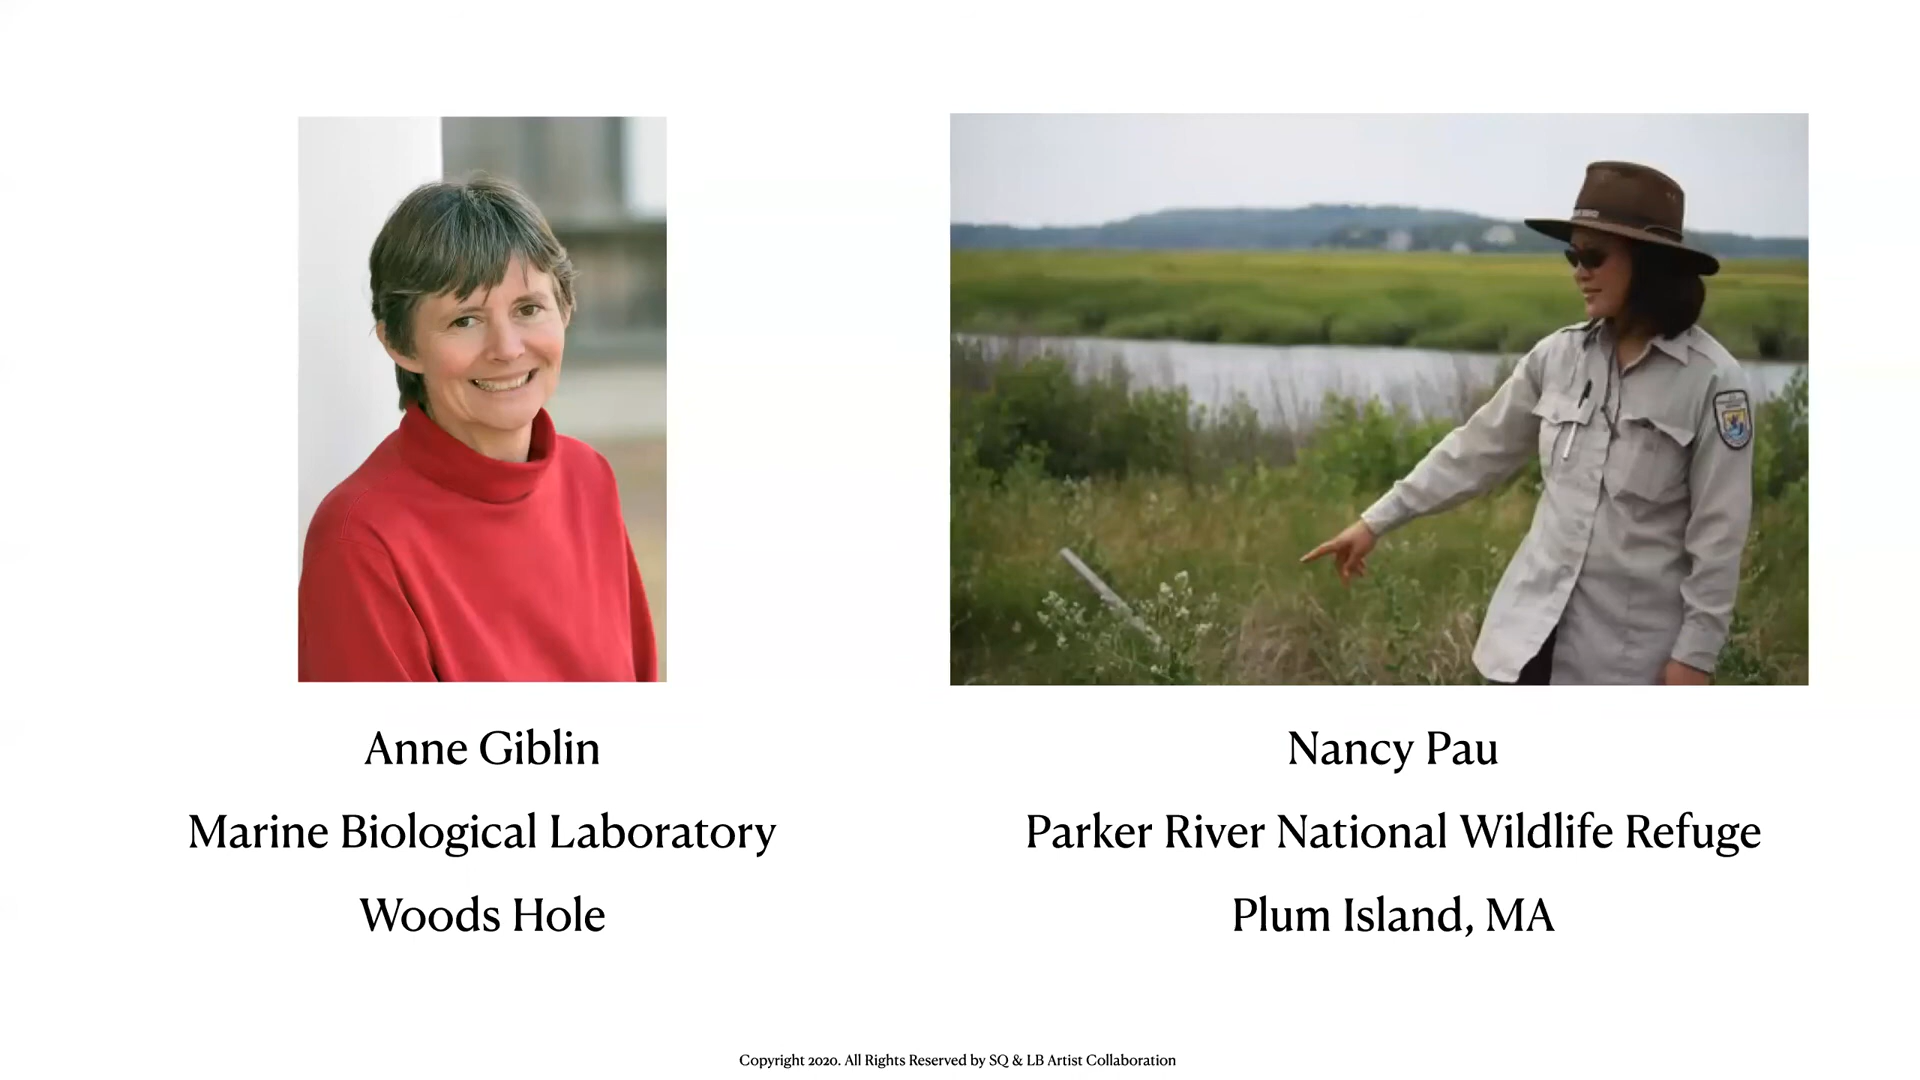 Anne Giblin
Marine Biological Laboratory
Woods Hole
Nancy Pau
Parker River National Wildlife Refuge
Plum Island, MA
Copyright 2020. All Rights Reserved by SQ & LB Artist Collaboration